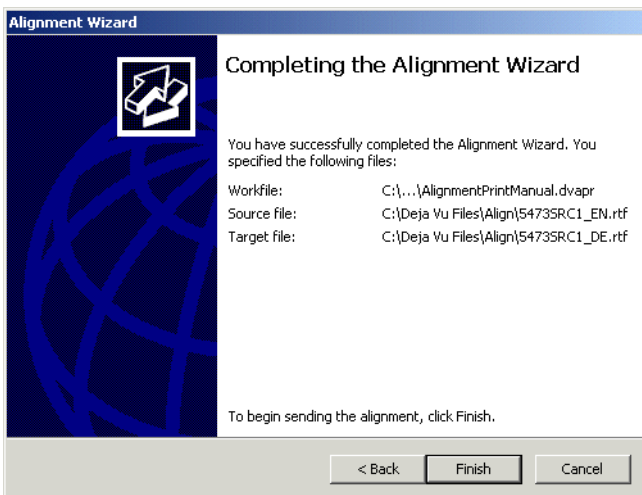 Alignment Wizard
Completing the Alignment Wizard
You have successfully completed the Alignment Wizard. You
specified the following files:
Workfile: C:\...\AlignmentPrintManual.dvapr
Source file: C:\Deja Vu Files\Align\5473SRC1_EN.rtf
Target file: C:\Deja Vu Files\Align\5473SRC1_DE.rtf
To begin sending the alignment, click Finish.
< Back Finish Cancel